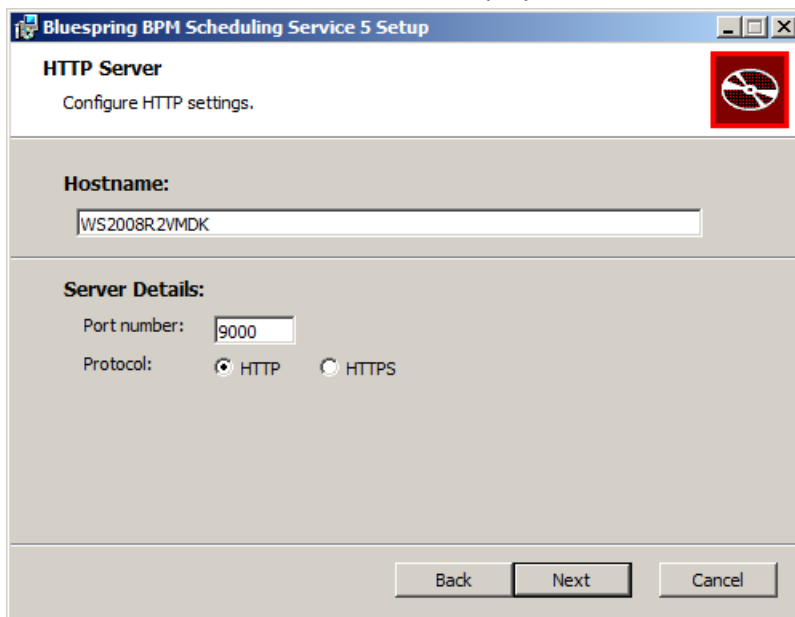 Bluespring BPM Scheduling Service 5 Setup
HTTP Server
Configure HTTP settings.
Hostname:
WS2008R2VMDK
Server Details:
Port number: 9000
Protocol: HTTP HTTPS
Back Next Cancel